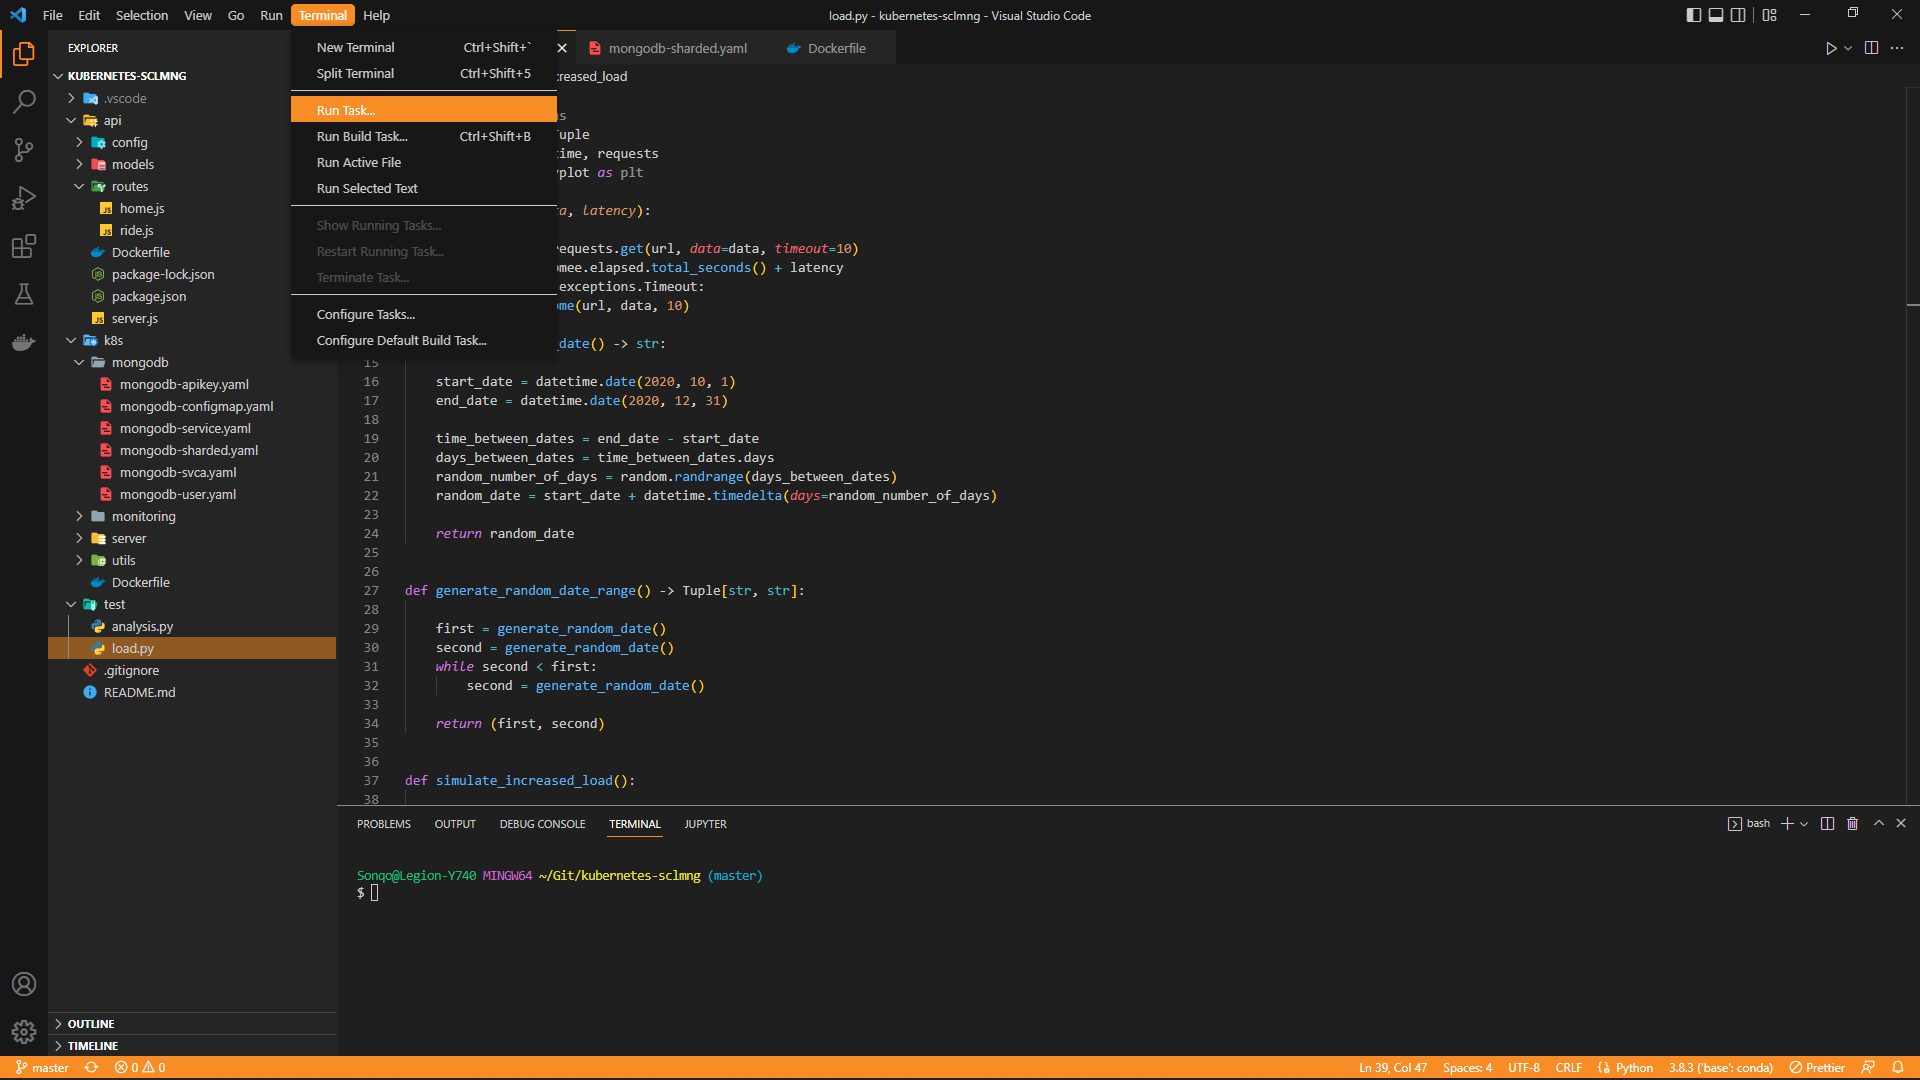 File Edit Selection View Go Run Terminal Help
load.py - kubernetes-sclmng - Visual Studio Code
EXPLORER
KUBERNETES-SCLMNG
.vscode
api
config
models
routes
home.js
ride.js
Dockerfile
package-lock.json
package.json
server.js
k8s
mongodb
mongodb-apikey.yaml
mongodb-configmap.yaml
mongodb-service.yaml
mongodb-sharded.yaml
mongodb-svca.yaml
mongodb-user.yaml
monitoring
server
utils
Dockerfile
test
analysis.py
load.py
.gitignore
README.md
OUTLINE
TIMELINE
New Terminal Ctrl+Shift+`
Split Terminal Ctrl+Shift+5
Run Task...
Run Build Task... Ctrl+Shift+B
Run Active File
Run Selected Text
Show Running Tasks...
Restart Running Task...
Terminate Task...
Configure Tasks...
Configure Default Build Task...
mongodb-sharded.yaml Dockerfile
creased_load
s
uple
ime, requests
plot as plt
a, latency):
equests.get(url, data=data, timeout=10)
mee.elapsed.total_seconds() + latency
exceptions.Timeout:
me(url, data, 10)
_date() -> str:
15
16 start_date = datetime.date(2020, 10, 1)
17 end_date = datetime.date(2020, 12, 31)
18
19 time_between_dates = end_date - start_date
20 days_between_dates = time_between_dates.days
21 random_number_of_days = random.randrange(days_between_dates)
22 random_date = start_date + datetime.timedelta(days=random_number_of_days)
23
24 return random_date
25
26
27 def generate_random_date_range() -> Tuple[str, str]:
28
29 first = generate_random_date()
30 second = generate_random_date()
31 while second < first:
32 second = generate_random_date()
33
34 return (first, second)
35
36
37 def simulate_increased_load():
38
PROBLEMS OUTPUT DEBUG CONSOLE TERMINAL JUPYTER
bash
Sonqo@Legion-Y740 MINGW64 ~/Git/kubernetes-sclmng (master)
$
master 0 0
Ln 39, Col 47 Spaces: 4 UTF-8 CRLF Python 3.8.3 ('base': conda) Prettier